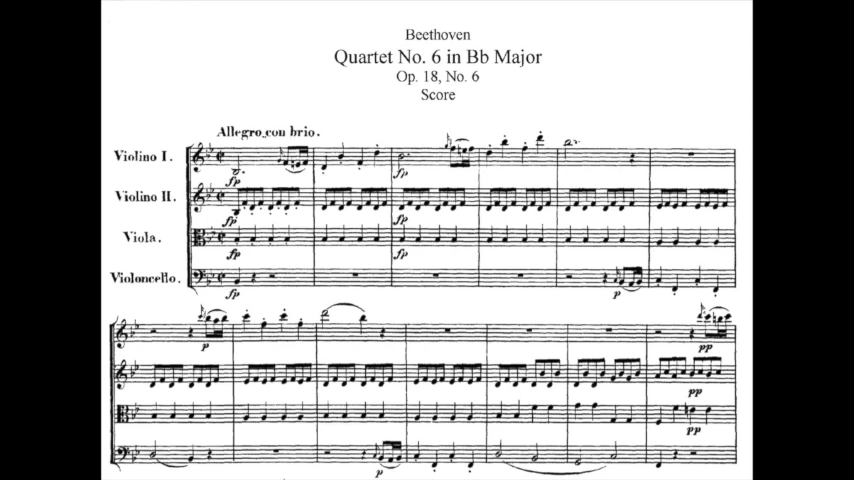 Beethoven
Quartet No. 6 in Bb Major
Op. 18, No. 6
Score
Allegro con brio.
Violino I.
fp fp
Violino II.
fp fp
Viola.
fp fp
Violoncello.
fp p
p pp
pp
pp
p